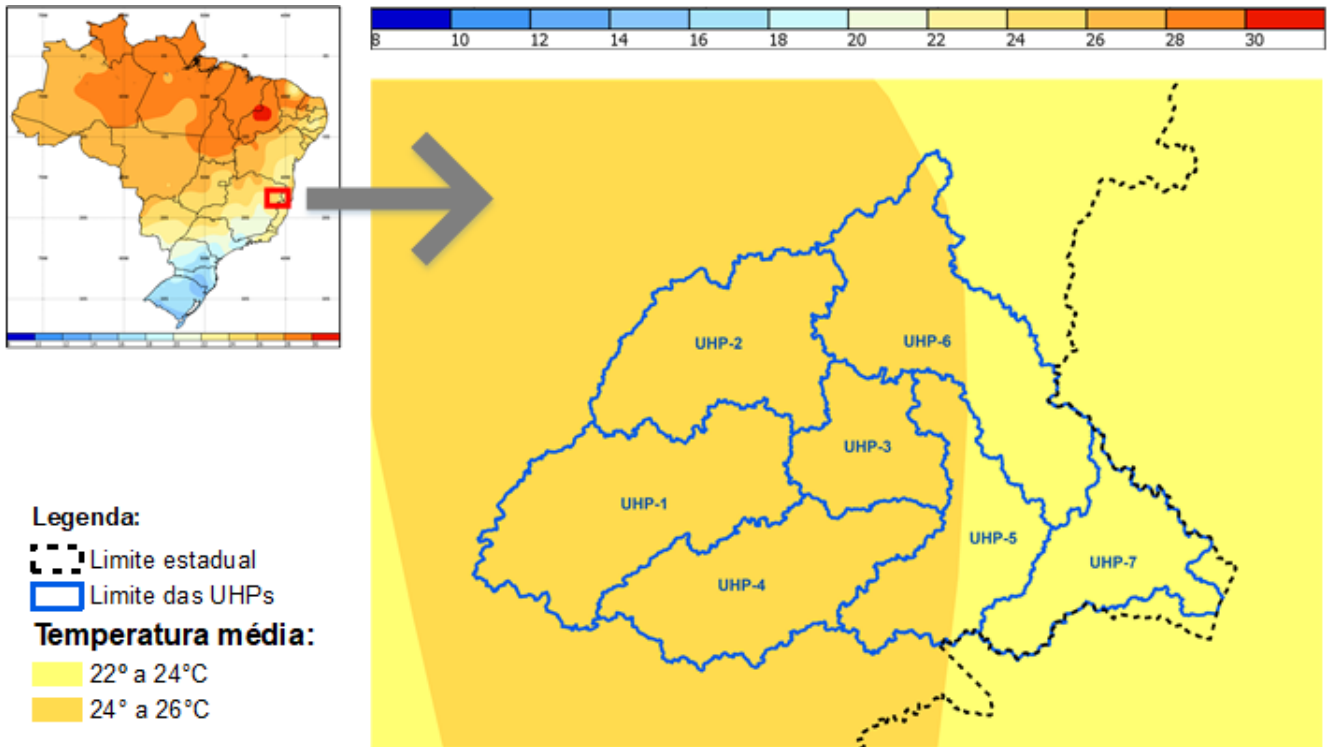 8 10 12 14 16 18 20 22 24 26 28 30
UHP-6
UHP-2
UHP-3
UHP-1
UHP-5
UHP-7
UHP-4
Legenda:
Limite estadual
Limite das UHPs
Temperatura média:
22º a 24°C
24° a 26°C